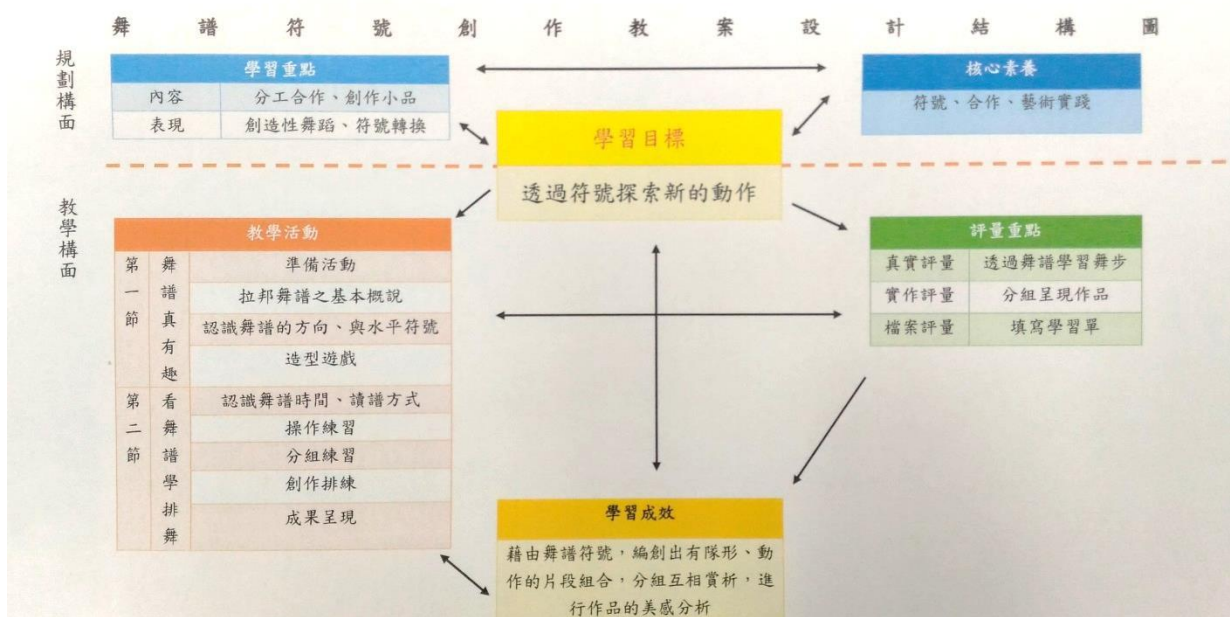 舞譜符號創作教案設計結構圖
規劃構面
學習重點
內容 分工合作、創作小品
表現 創造性舞蹈、符號轉換
核心素養
符號、合作、藝術實踐
學習目標
透過符號探索新的動作
教學構面
教學活動
第一節 舞譜真有趣
準備活動
拉邦舞譜之基本概說
認識舞譜的方向、與水平符號
造型遊戲
第二節 看舞譜學排舞
認識舞譜時間、讀譜方式
操作練習
分組練習
創作排練
成果呈現
評量重點
真實評量 透過舞譜學習舞步
實作評量 分組呈現作品
檔案評量 填寫學習單
學習成效
藉由舞譜符號，編創出有隊形、動
作的片段組合，分組互相賞析，進
行作品的美感分析